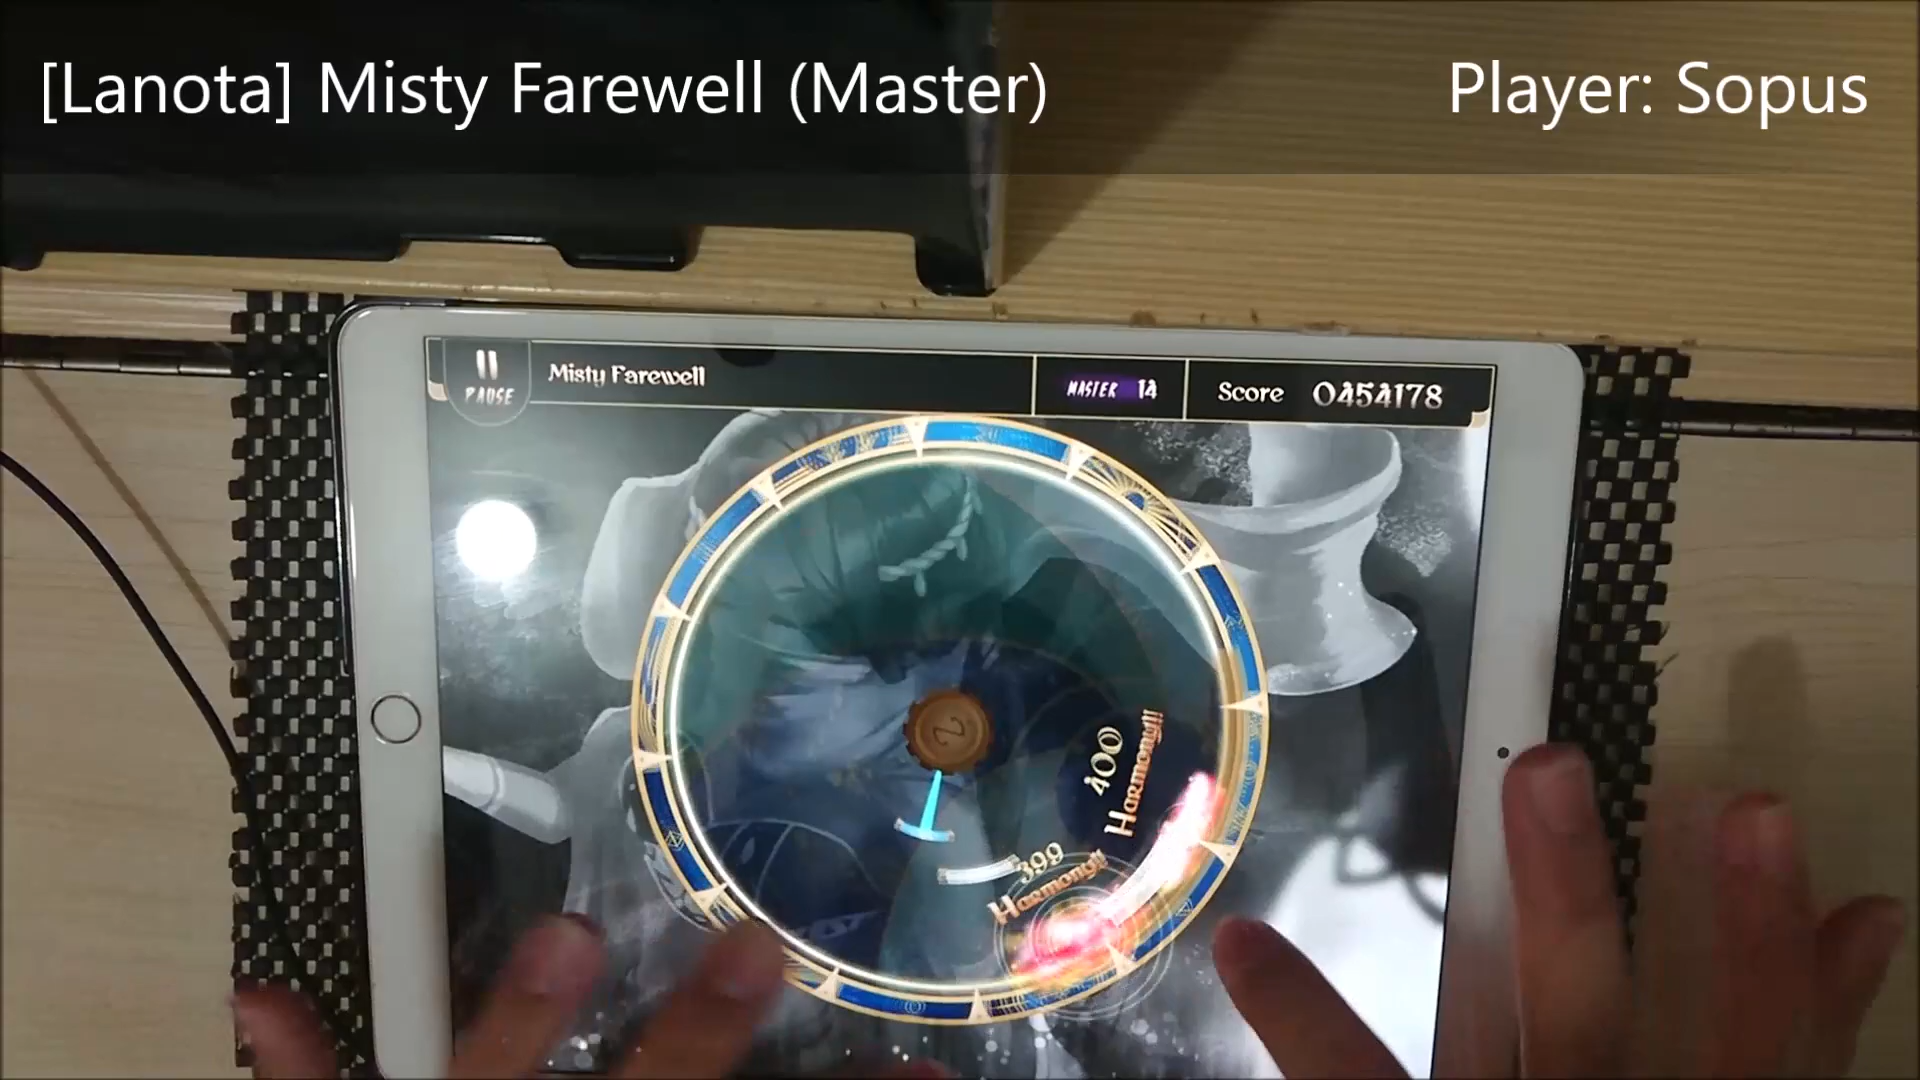 [Lanota] Misty Farewell (Master)
Player: Sopus
PAUSE
Misty Farewell
MASTER 14
Score 0454178
400
Harmony!!
399
Harmony!!